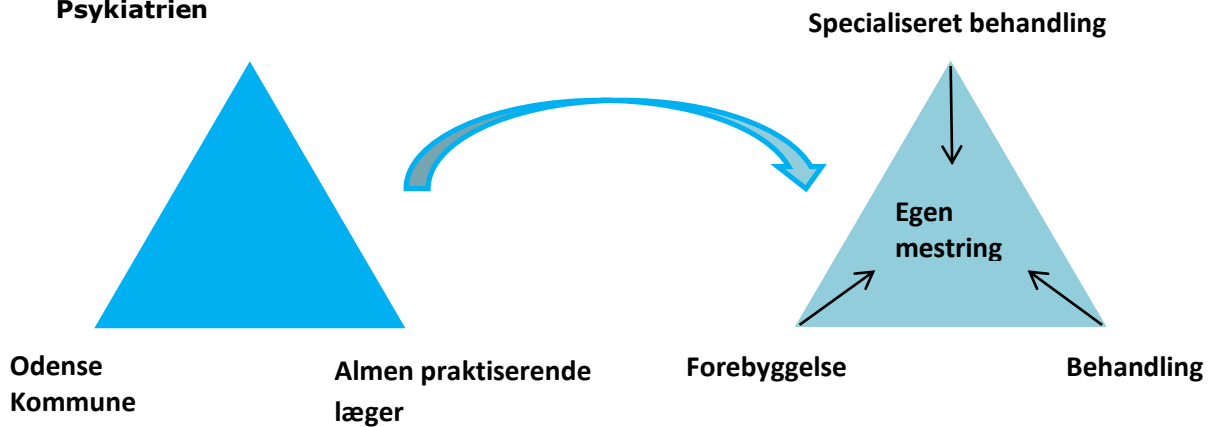 Psykiatrien
Specialiseret behandling
Egen
mestring
Odense
Kommune
Almen praktiserende
læger
Forebyggelse
Behandling